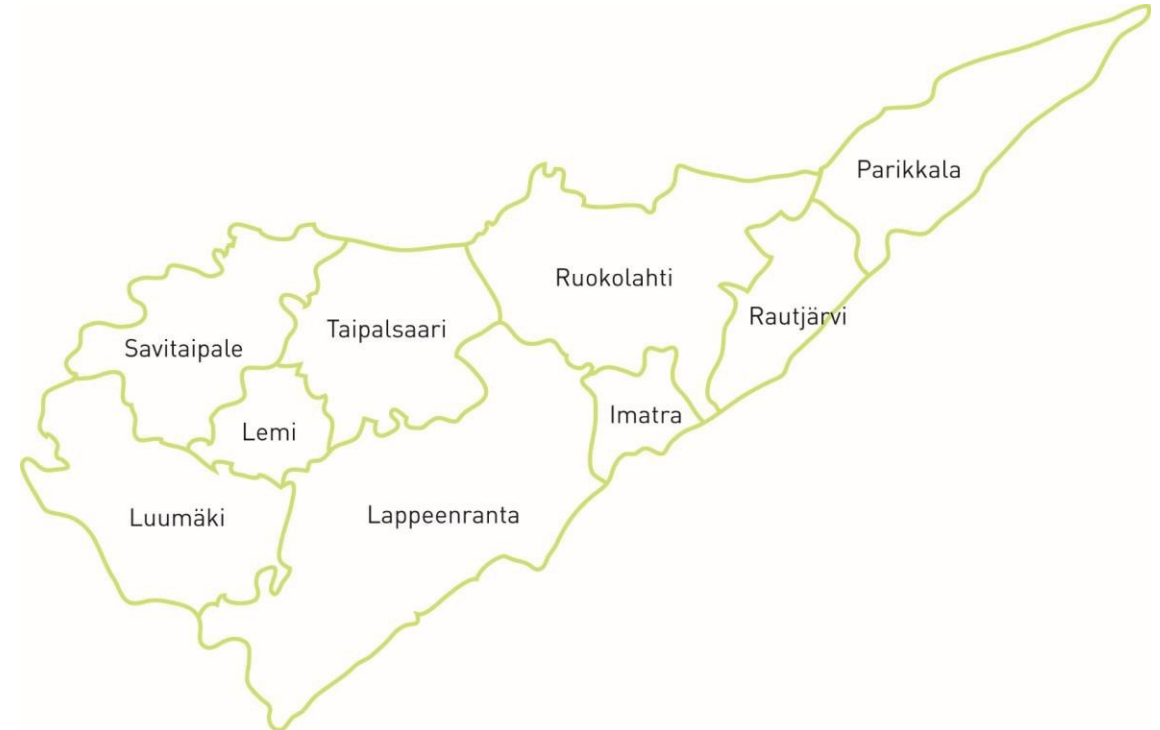 Parikkala
Ruokolahti
Rautjärvi
Taipalsaari
Savitaipale
Imatra
Lemi
Luumäki
Lappeenranta